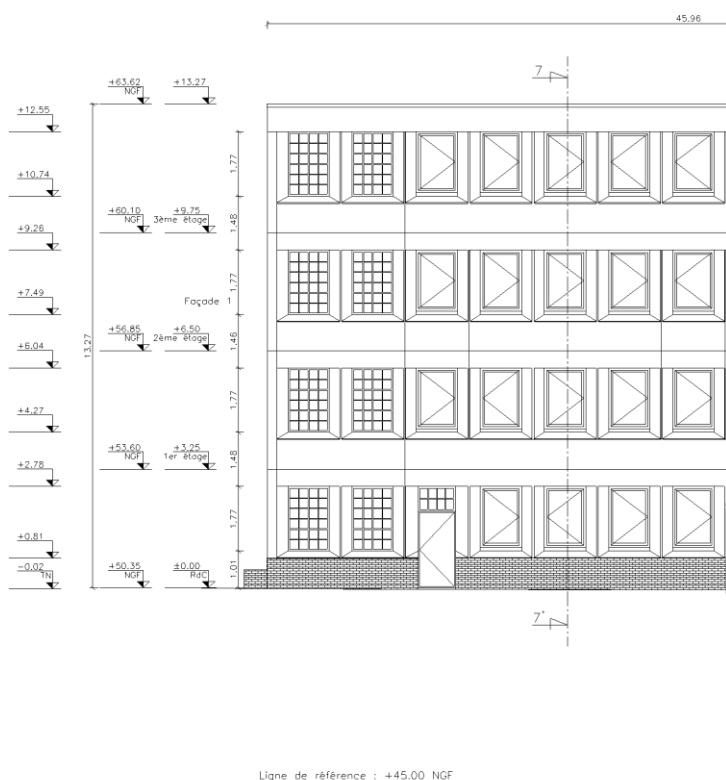 45.96
7
+63.62
NGF
+13.27
+12.55
1.77
+10.74
1.48
+60.10
NGF
+9.75
3ème étage
+9.26
1.77
+7.49
Façade 1
13.27
+56.85
NGF
+6.50
2ème étage
1.46
+6.04
1.77
+4.27
1.48
+53.60
NGF
+3.25
1er étage
+2.78
1.77
+0.81
-0.02
TN
+50.35
NGF
±0.00
RdC
1.01
7'
Ligne de référence : +45.00 NGF